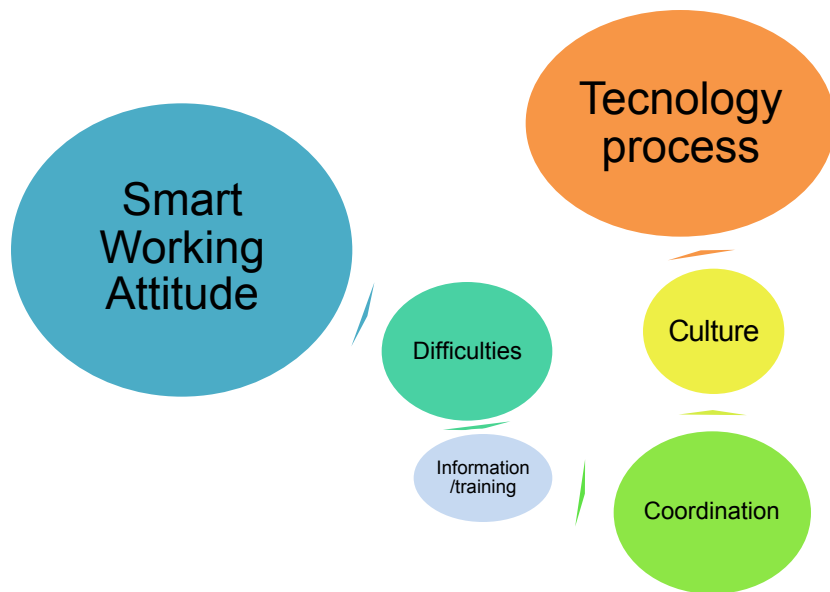 Smart
Working
Attitude
Difficulties
Information
/training
Coordination
Culture
Tecnology
process